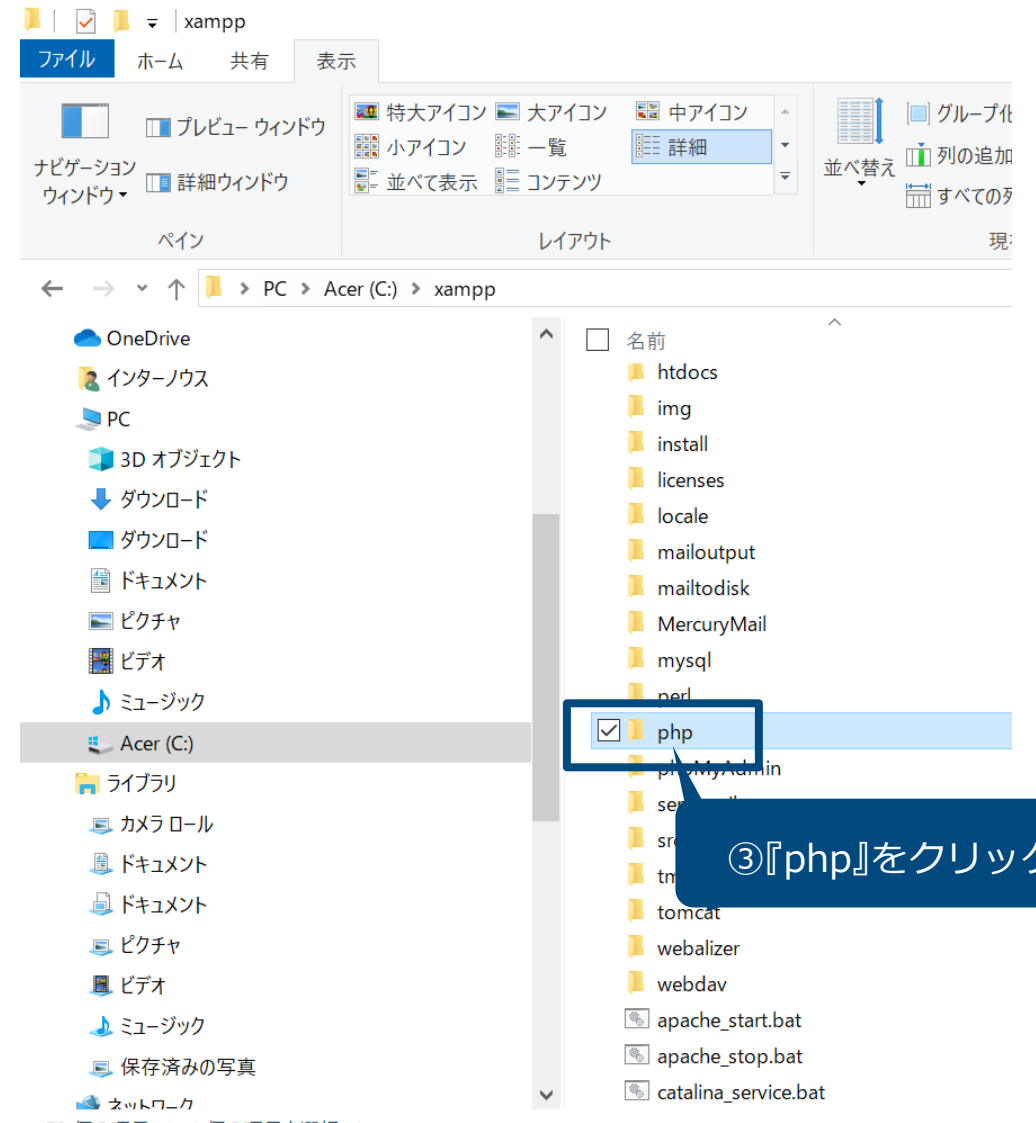 xampp
ファイル ホーム 共有 表示
特大アイコン 大アイコン 中アイコン
プレビュー ウィンドウ
小アイコン 一覧 詳細
ナビゲーション
ウィンドウ
詳細ウィンドウ
並べて表示 コンテンツ
並べ替え
グループ化
列の追加
すべての列
ペイン レイアウト 現
PC Acer (C:) xampp
OneDrive
インターノウス
PC
3D オブジェクト
ダウンロード
ダウンロード
ドキュメント
ピクチャ
ビデオ
ミュージック
Acer (C:)
ライブラリ
カメラ ロール
ドキュメント
ドキュメント
ピクチャ
ビデオ
ミュージック
保存済みの写真
ネットワーク
名前
htdocs
img
install
licenses
locale
mailoutput
mailtodisk
MercuryMail
mysql
perl
php
phpMyAdmin
src
tomcat
webalizer
webdav
apache_start.bat
apache_stop.bat
catalina_service.bat
③『php』をクリック